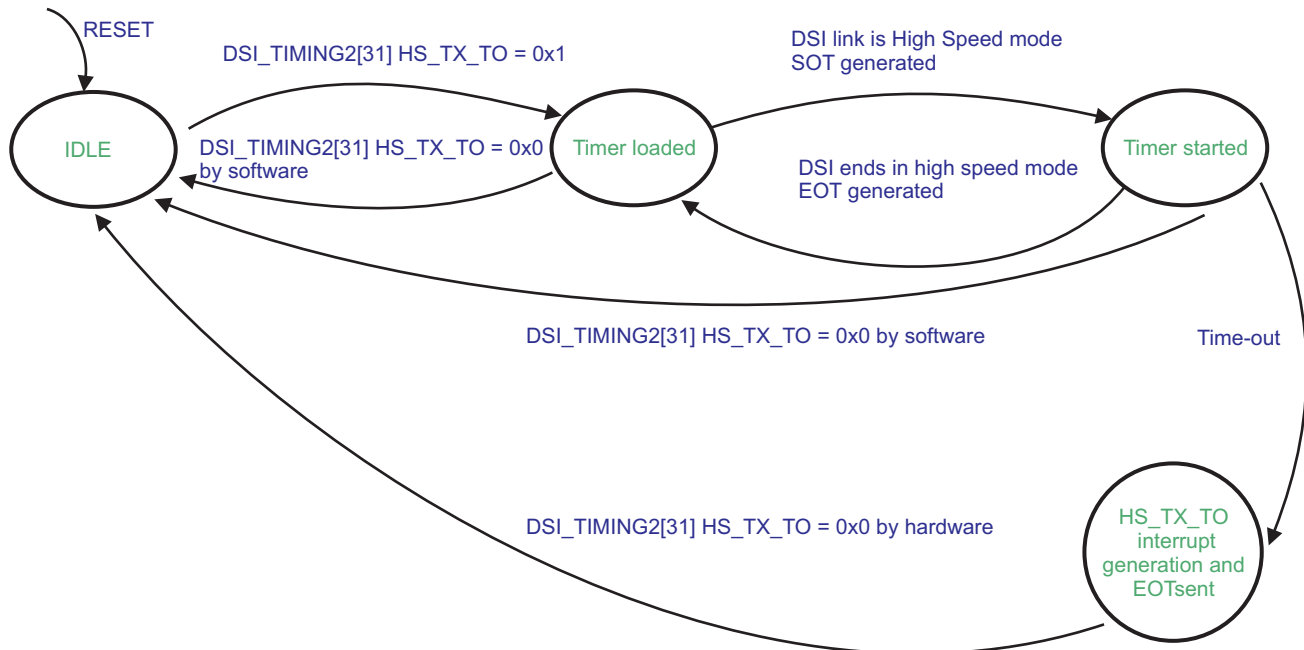 RESET
DSI_TIMING2[31] HS_TX_TO = 0x1
DSI link is High Speed mode
SOT generated
IDLE
DSI_TIMING2[31] HS_TX_TO = 0x0
by software
Timer loaded
DSI ends in high speed mode
EOT generated
Timer started
DSI_TIMING2[31] HS_TX_TO = 0x0 by software
Time-out
DSI_TIMING2[31] HS_TX_TO = 0x0 by hardware
HS_TX_TO
interrupt
generation and
EOTsent